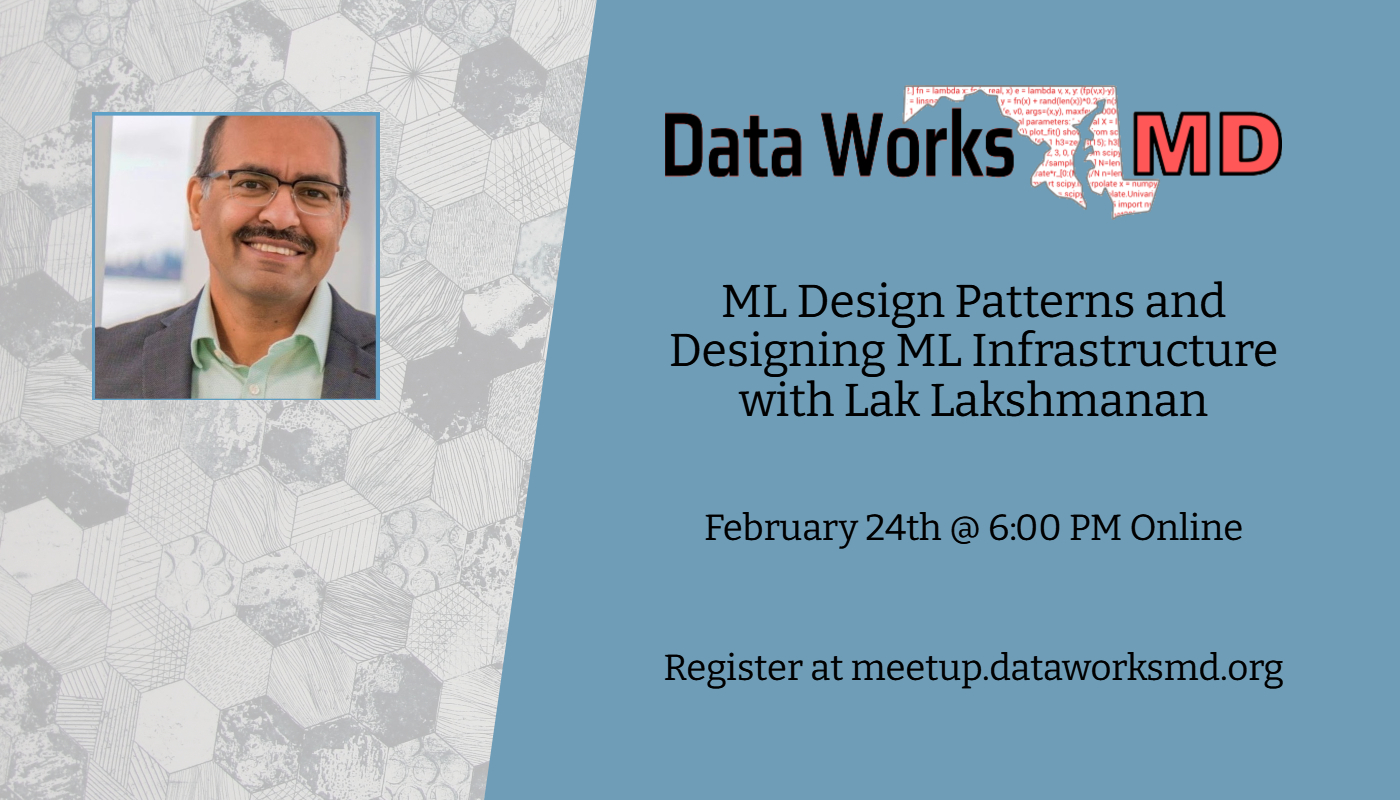 Data Works MD
ML Design Patterns and
Designing ML Infrastructure
with Lak Lakshmanan
February 24th @ 6:00 PM Online
Register at meetup.dataworksmd.org